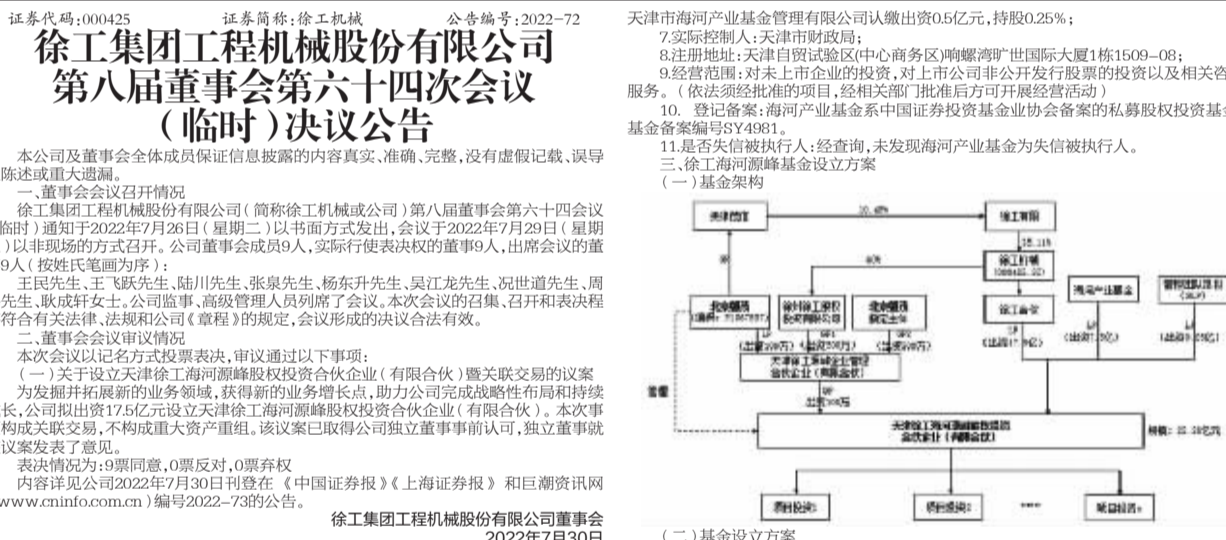 证券代码:000425 证券简称:徐工机械 公告编号:2022-72
徐工集团工程机械股份有限公司
第八届董事会第六十四次会议
（临时）决议公告
本公司及董事会全体成员保证信息披露的内容真实、准确、完整,没有虚假记载、误导
陈述或重大遗漏。
一、董事会会议召开情况
徐工集团工程机械股份有限公司（简称徐工机械或公司）第八届董事会第六十四会议
临时）通知于2022年7月26日（星期二）以书面方式发出,会议于2022年7月29日（星期
）以非现场的方式召开。公司董事会成员9人,实际行使表决权的董事9人,出席会议的董
9人（按姓氏笔画为序）:
王民先生、王飞跃先生、陆川先生、张泉先生、杨东升先生、吴江龙先生、况世道先生、周
先生、耿成轩女士。公司监事、高级管理人员列席了会议。本次会议的召集、召开和表决程
符合有关法律、法规和公司《章程》的规定,会议形成的决议合法有效。
二、董事会会议审议情况
本次会议以记名方式投票表决,审议通过以下事项:
（一）关于设立天津徐工海河源峰股权投资合伙企业（有限合伙）暨关联交易的议案
为发掘并拓展新的业务领域,获得新的业务增长点,助力公司完成战略性布局和持续
长,公司拟出资17.5亿元设立天津徐工海河源峰股权投资合伙企业（有限合伙）。本次事
构成关联交易,不构成重大资产重组。该议案已取得公司独立董事事前认可,独立董事就
议案发表了意见。
表决情况为:9票同意,0票反对,0票弃权
内容详见公司2022年7月30日刊登在《中国证券报》《上海证券报》和巨潮资讯网
www.cninfo.com.cn）编号2022-73的公告。
徐工集团工程机械股份有限公司董事会
2022年7月30日
天津市海河产业基金管理有限公司认缴出资0.5亿元,持股0.25%;
7.实际控制人:天津市财政局;
8.注册地址:天津自贸试验区(中心商务区)响螺湾旷世国际大厦1栋1509-08;
9.经营范围:对未上市企业的投资,对上市公司非公开发行股票的投资以及相关咨
服务。（依法须经批准的项目,经相关部门批准后方可开展经营活动）
10. 登记备案:海河产业基金系中国证券投资基金业协会备案的私募股权投资基金
基金备案编号SY4981。
11.是否失信被执行人:经查询,未发现海河产业基金为失信被执行人。
三、徐工海河源峰基金设立方案
（一）基金架构
徐工有限
徐工机械
海河产业基金
项目投资1
项目投资2
（二）基金设立方案